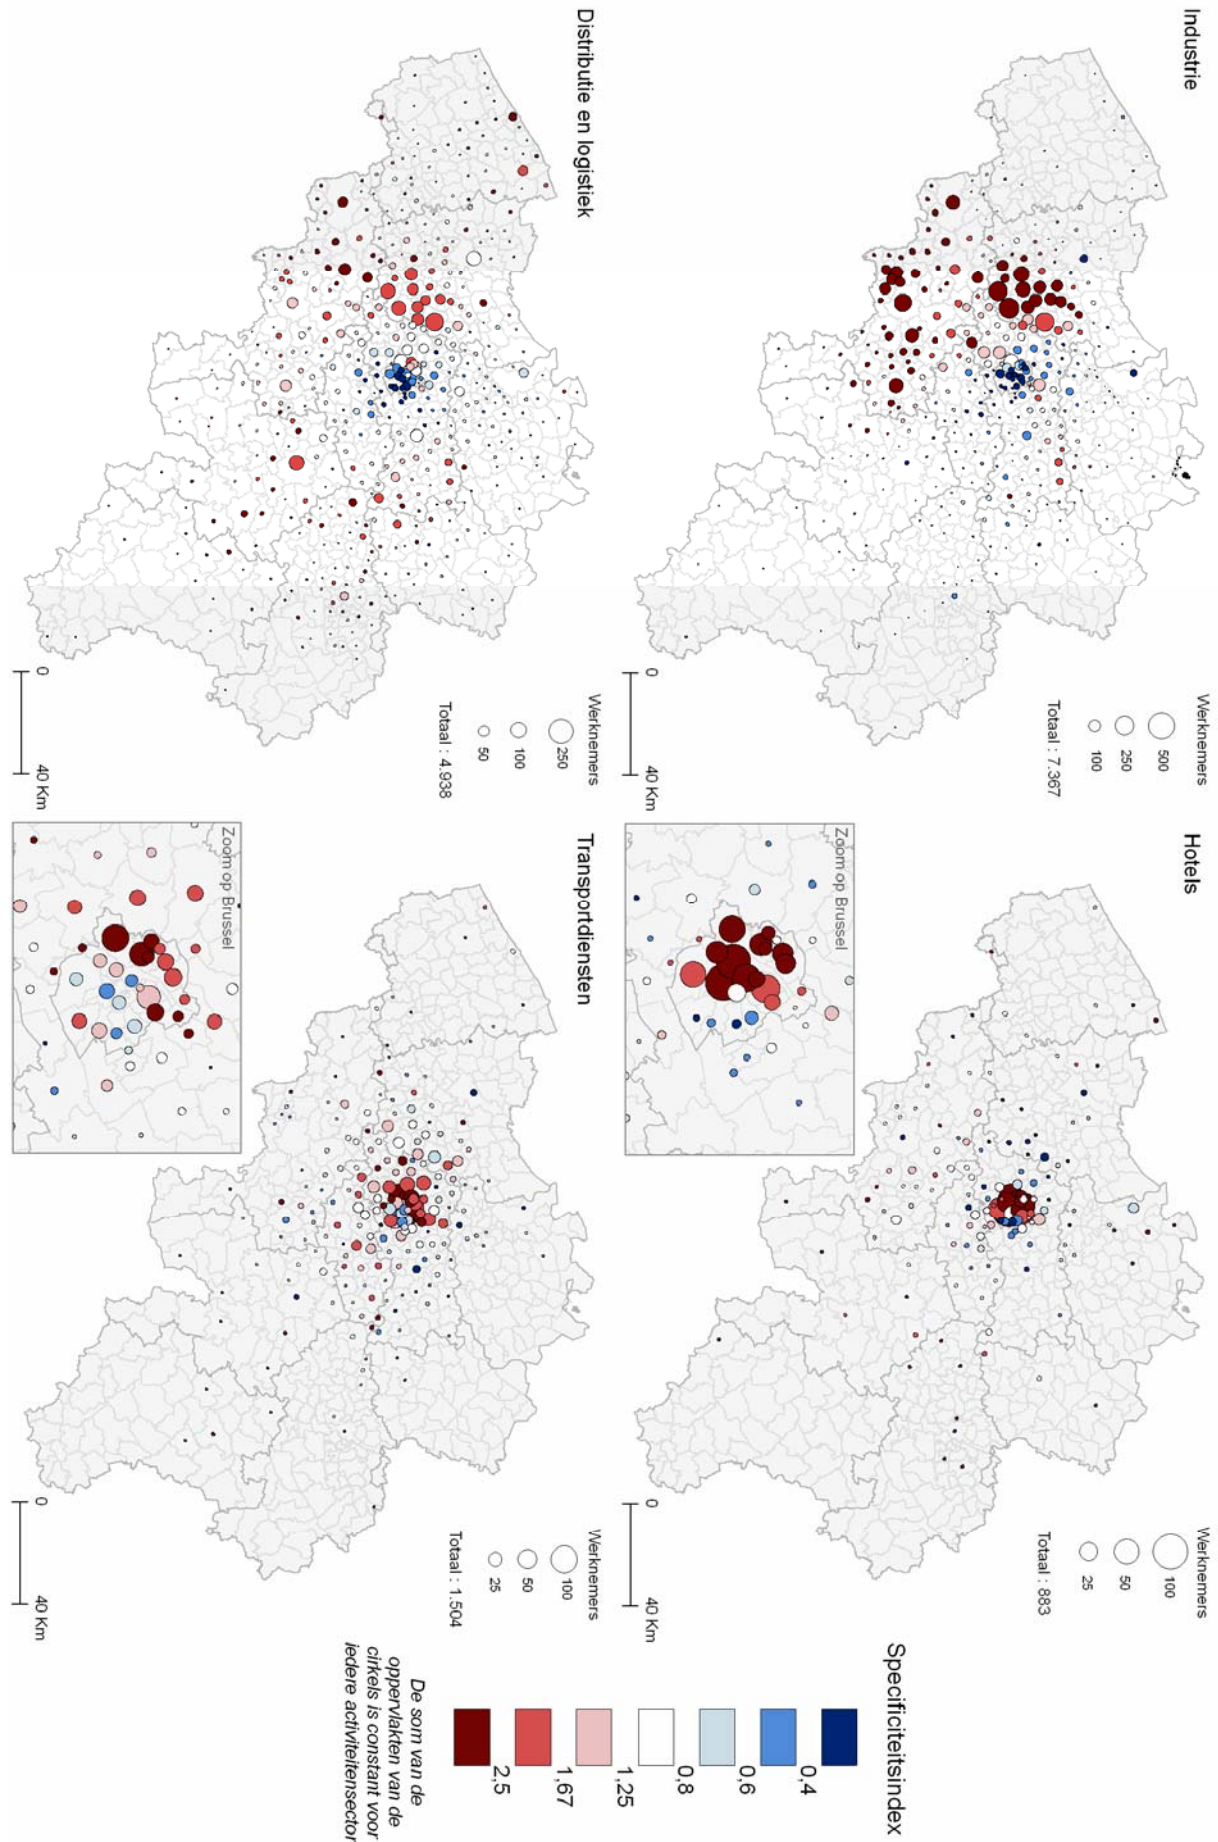 Industrie
Werknemers
500
250
100
Totaal : 7.367
0
40 Km
Hotels
Zoom op Brussel
Werknemers
100
50
25
Totaal : 883
0
40 Km
Distributie en logistiek
Werknemers
250
100
50
Totaal : 4.938
0
40 Km
Transportdiensten
Zoom op Brussel
Werknemers
100
50
25
Totaal : 1.504
0
40 Km
Specificiteitsindex
0,4
0,6
0,8
1,25
1,67
2,5
De som van de
oppervlakten van de
cirkels is constant voor
iedere activiteitensector